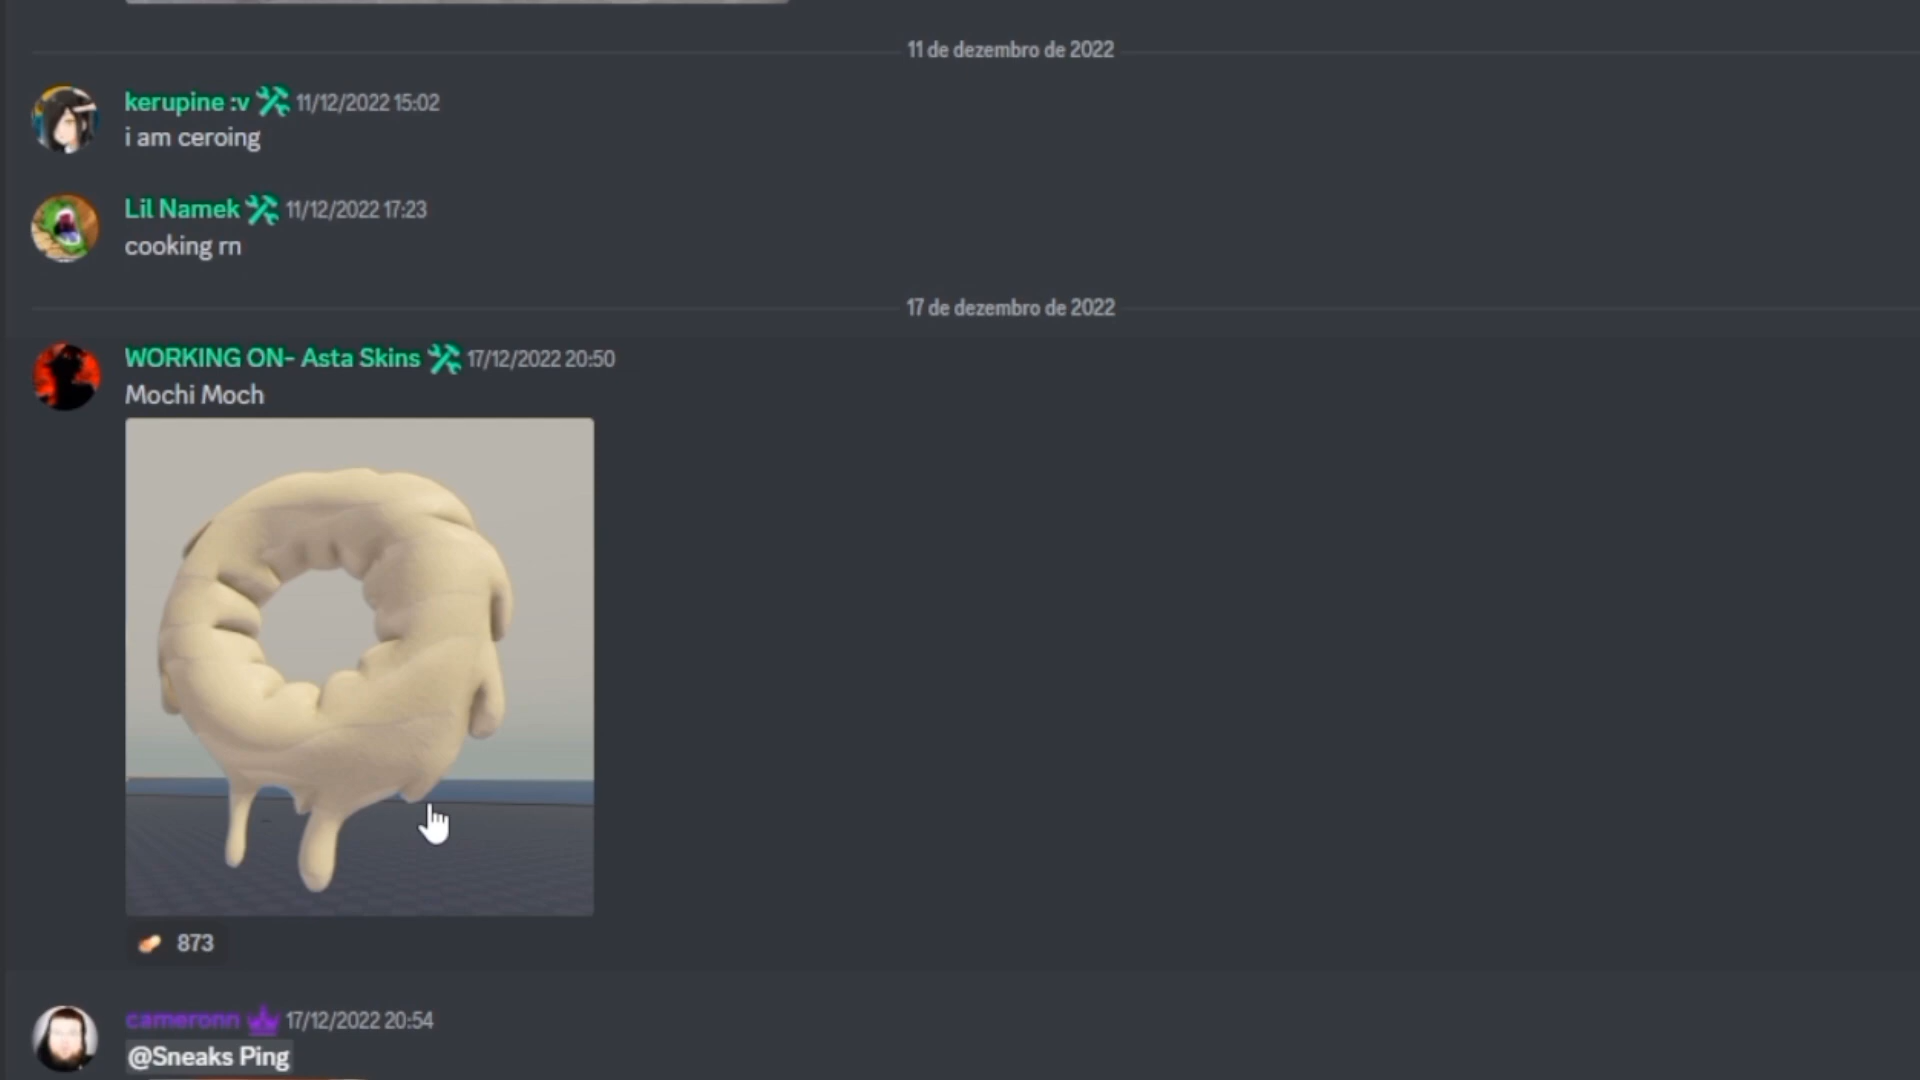 11 de dezembro de 2022
kerupine :v 11/12/2022 15:02
i am ceroing
Lil Namek 11/12/2022 17:23
cooking rn
17 de dezembro de 2022
WORKING ON- Asta Skins 17/12/2022 20:50
Mochi Moch
873
cameronn 17/12/2022 20:54
@Sneaks Ping